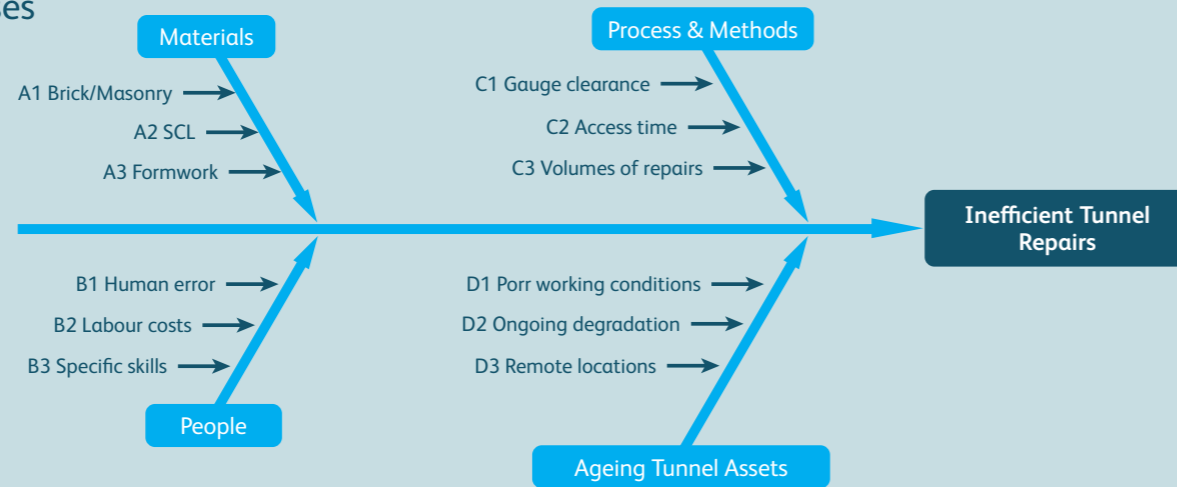 Materials
A1 Brick/Masonry
A2 SCL
A3 Formwork
Process & Methods
C1 Gauge clearance
C2 Access time
C3 Volumes of repairs
Inefficient Tunnel
Repairs
B1 Human error
B2 Labour costs
B3 Specific skills
People
D1 Porr working conditions
D2 Ongoing degradation
D3 Remote locations
Ageing Tunnel Assets